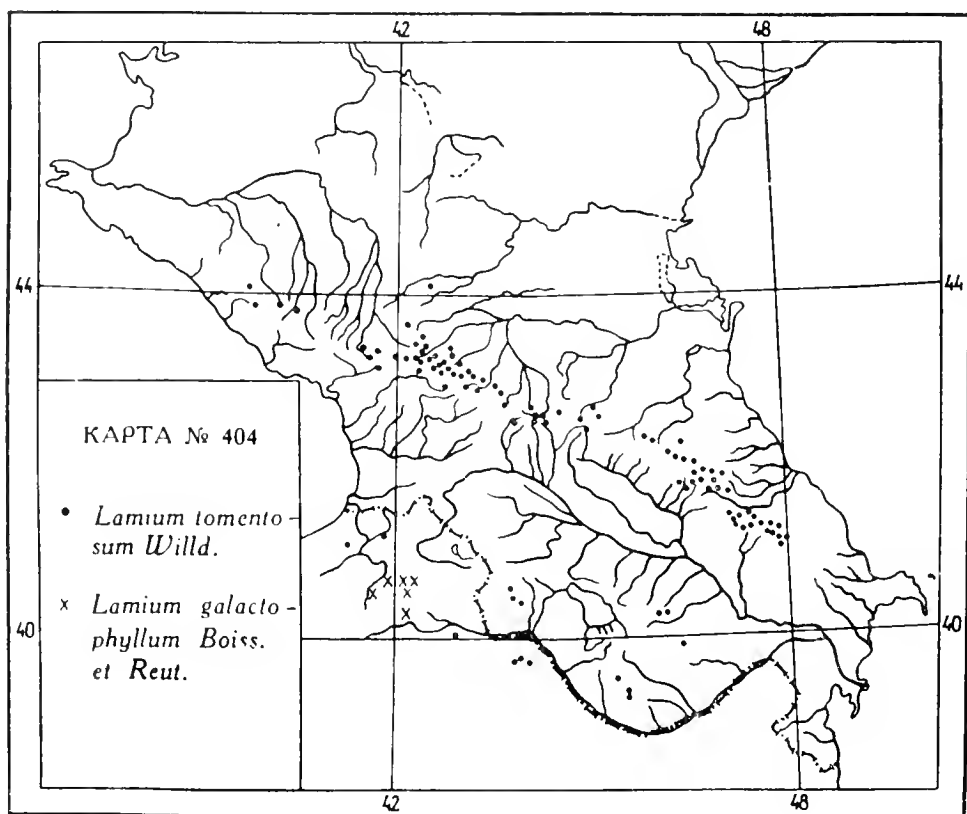 42 48
44 44
КАРТА № 404
• Lamium tomento-
sum Willd.
x Lamium galacto-
phyllum Boiss.
et Reut.
40 40
42 48